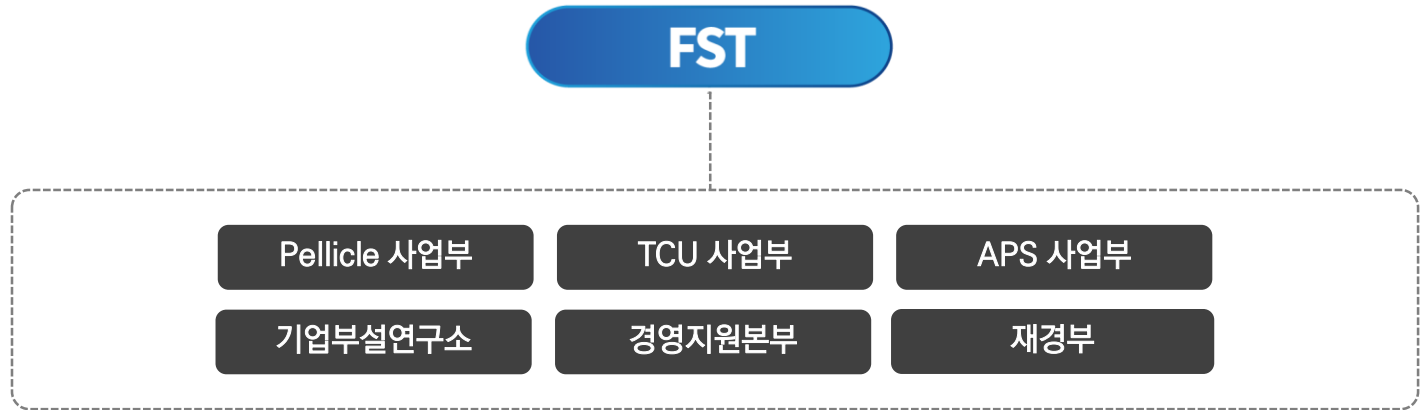 FST
Pellicle 사업부
TCU 사업부
APS 사업부
기업부설연구소
경영지원본부
재경부